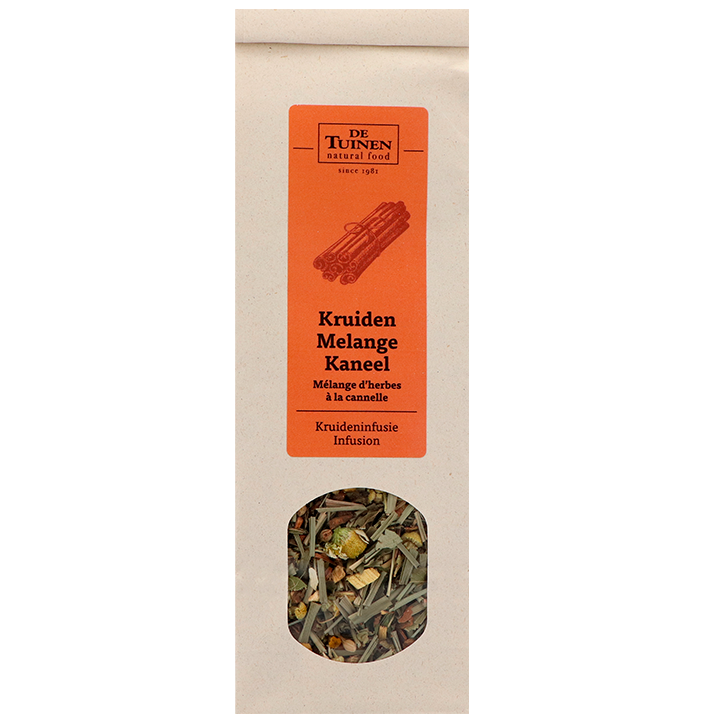 DE
TUINEN
natural food
since 1981
Kruiden
Melange
Kaneel
Mélange d'herbes
à la cannelle
Kruideninfusie
Infusion